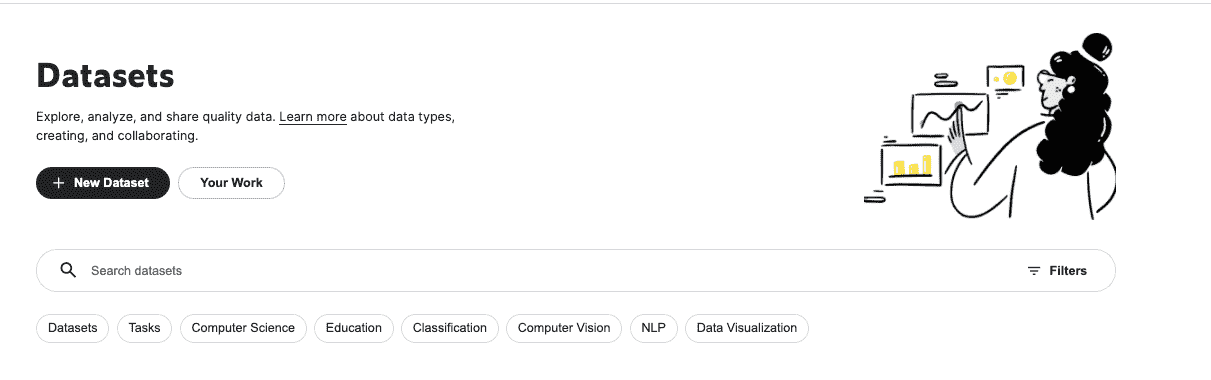 Datasets
Explore, analyze, and share quality data. Learn more about data types,
creating, and collaborating.
+ New Dataset Your Work
Search datasets Filters
Datasets Tasks Computer Science Education Classification Computer Vision NLP Data Visualization